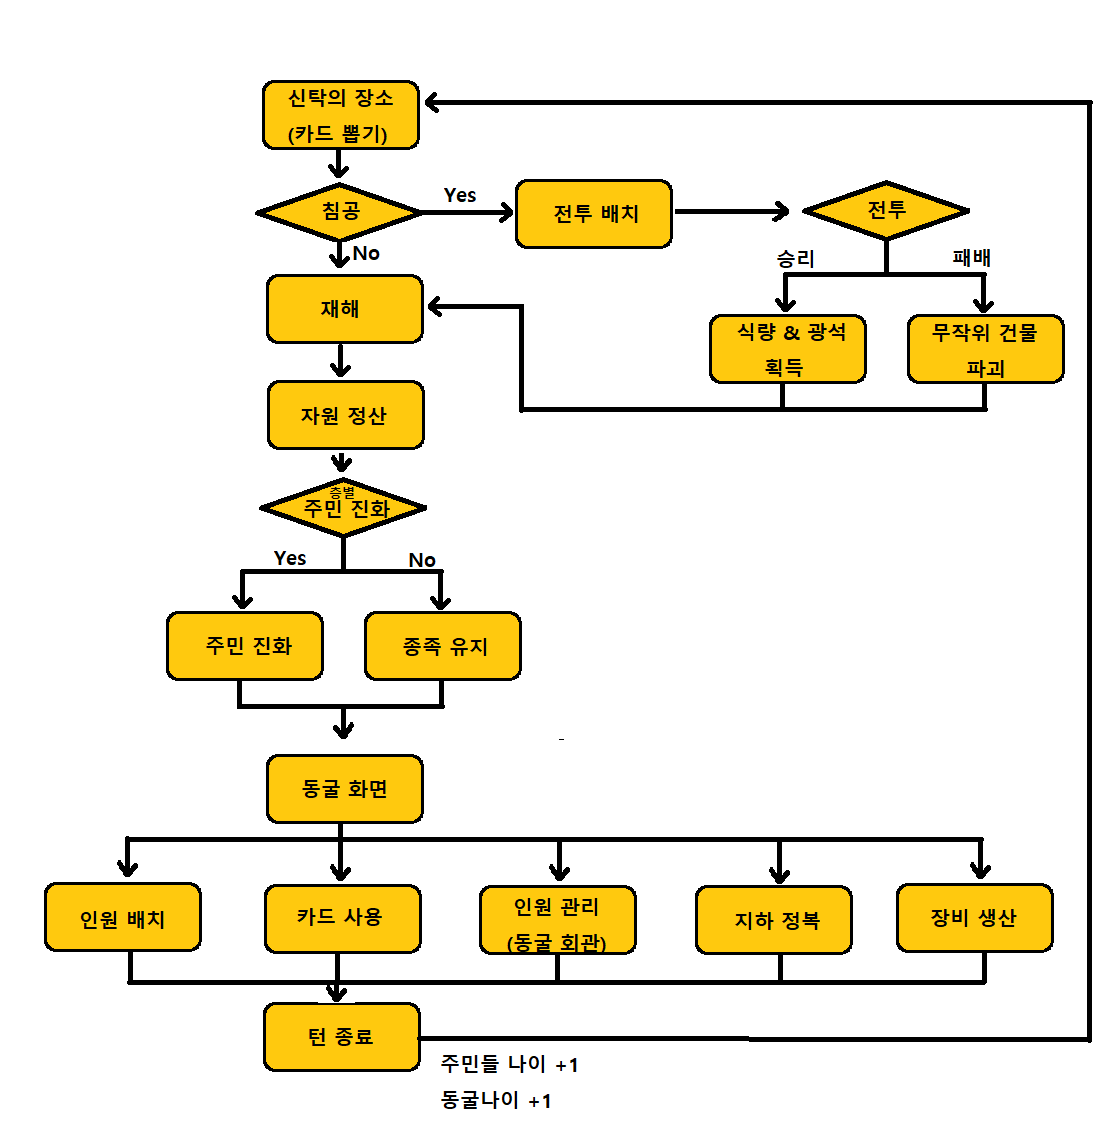 신탁의 장소
(카드 뽑기)
침공
Yes
전투 배치
전투
No
승리
패배
재해
식량 & 광석
획득
무작위 건물
파괴
자원 정산
층별
주민 진화
Yes
No
주민 진화
종족 유지
동굴 화면
인원 배치
카드 사용
인원 관리
(동굴 회관)
지하 정복
장비 생산
턴 종료
주민들 나이 +1
동굴나이 +1